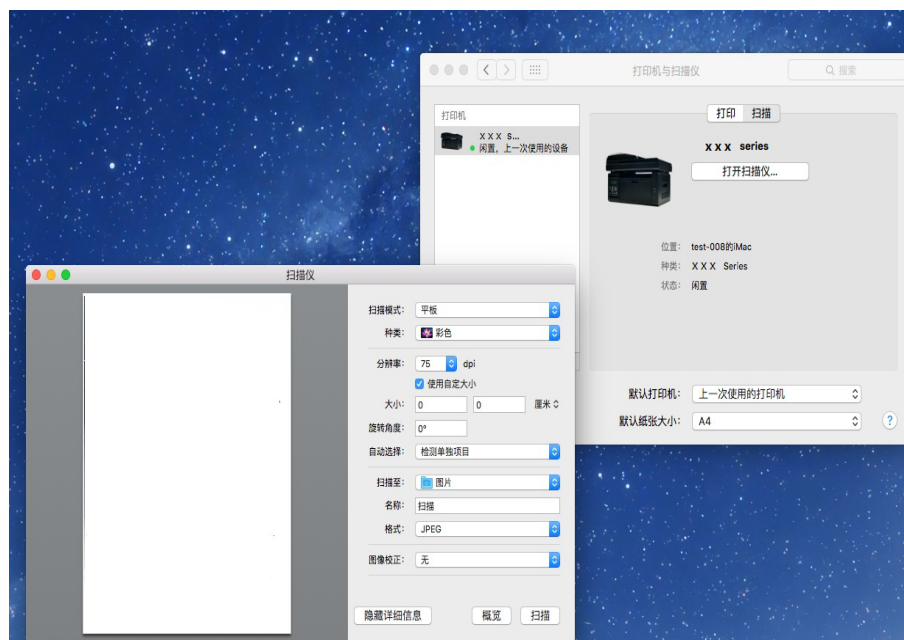 打印机与扫描仪
搜索
打印机
X X X s...
闲置，上一次使用的设备
打印 扫描
X X X series
打开扫描仪...
位置： test-008的iMac
种类： X X X Series
状态： 闲置
默认打印机： 上一次使用的打印机
默认纸张大小： A4
?
扫描仪
扫描模式： 平板
种类： 彩色
分辨率： 75 dpi
使用自定大小
大小： 0 0 厘米
旋转角度： 0°
自动选择： 检测单独项目
扫描至： 图片
名称： 扫描
格式： JPEG
图像校正： 无
隐藏详细信息 概览 扫描